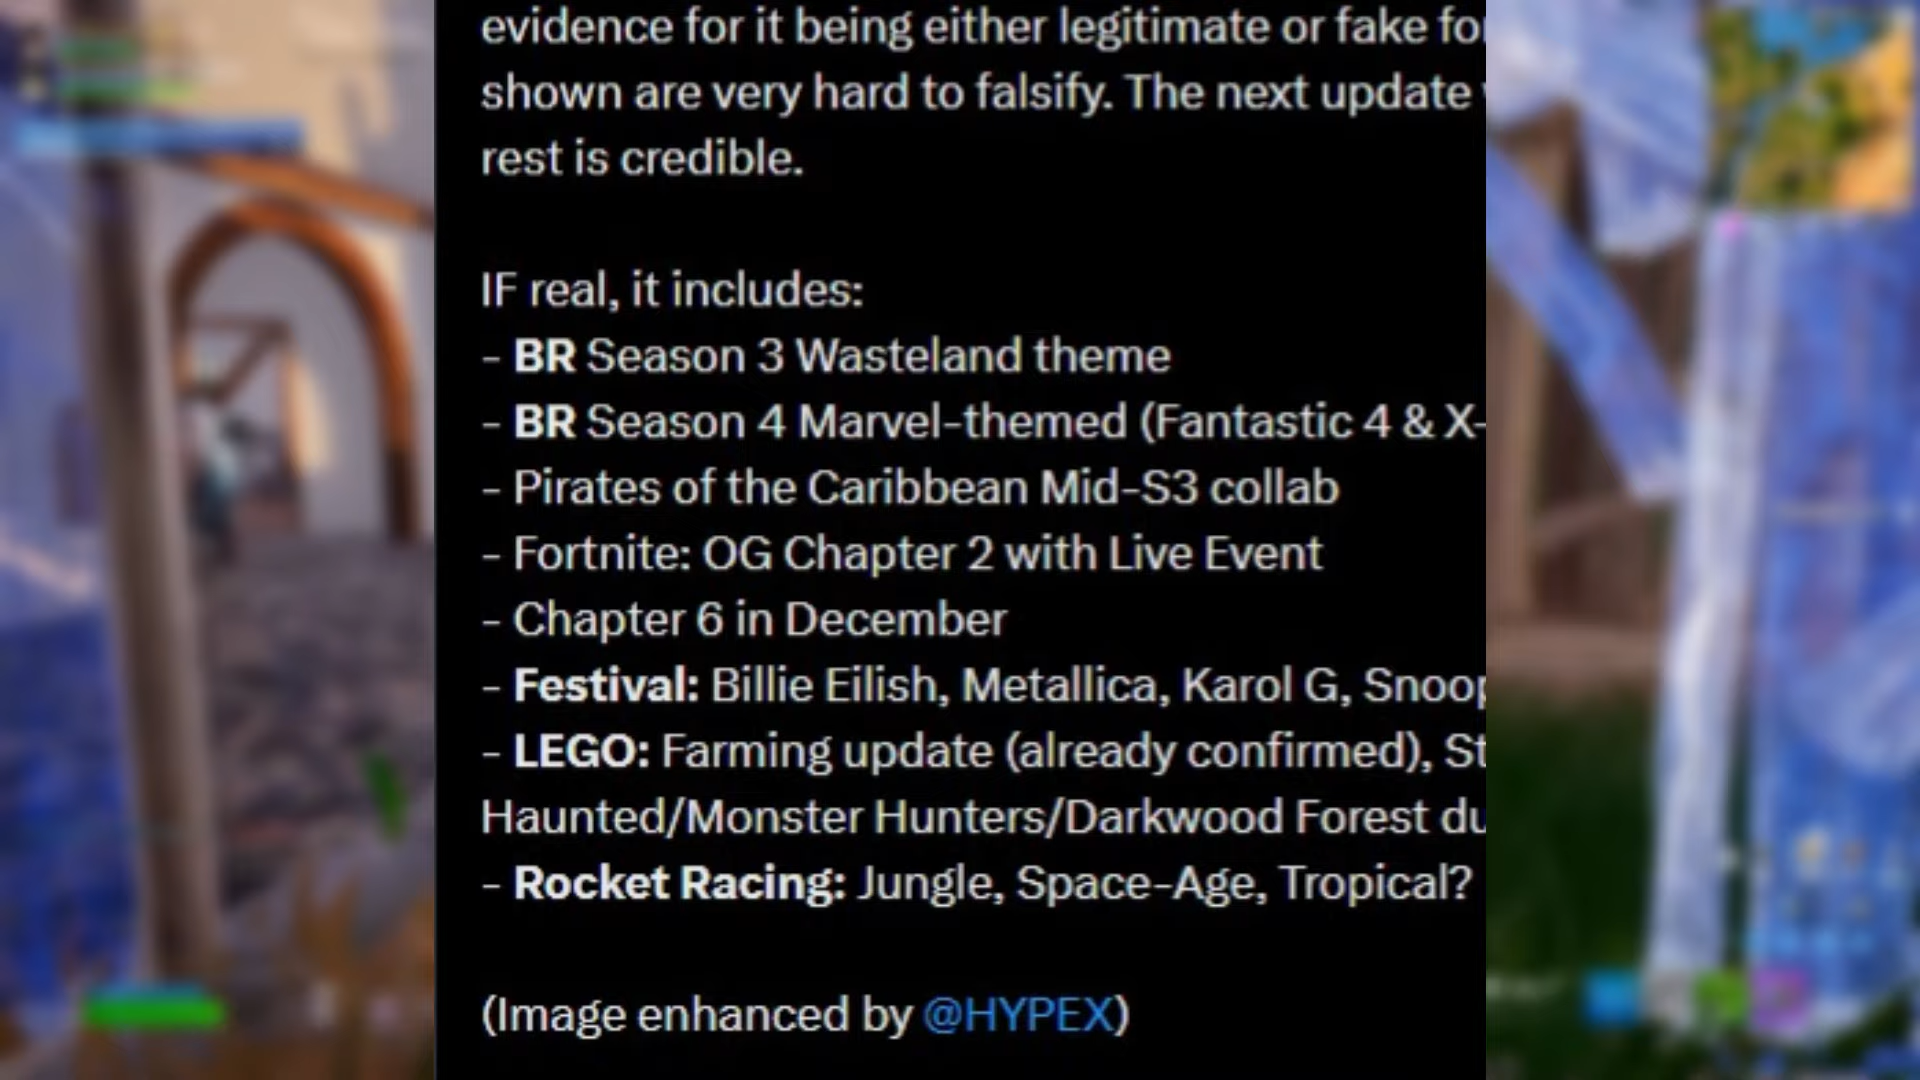 evidence for it being either legitimate or fake
shown are very hard to falsify. The next update
rest is credible.
IF real, it includes:
- BR Season 3 Wasteland theme
- BR Season 4 Marvel-themed (Fantastic 4 & X-
- Pirates of the Caribbean Mid-S3 collab
- Fortnite: OG Chapter 2 with Live Event
- Chapter 6 in December
- Festival: Billie Eilish, Metallica, Karol G, Snoop
- LEGO: Farming update (already confirmed), St
Haunted/Monster Hunters/Darkwood Forest du
- Rocket Racing: Jungle, Space-Age, Tropical?
(Image enhanced by @HYPEX)